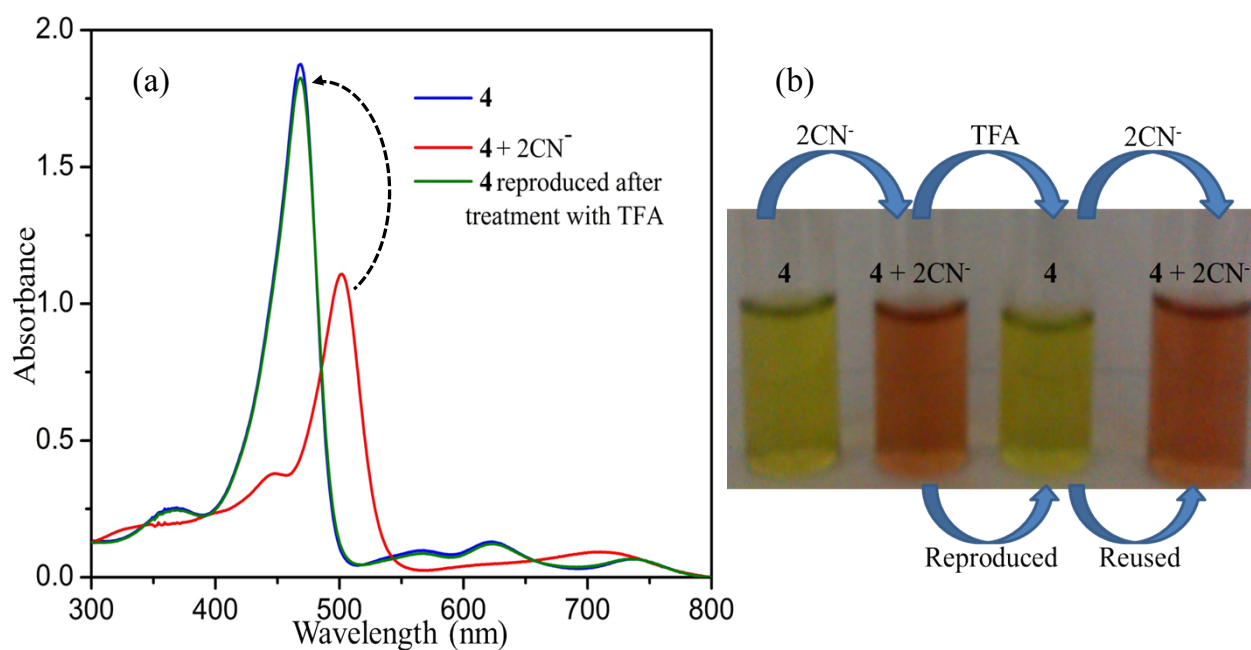 (a)
2.0
1.5
1.0
0.5
0.0
Absorbance
300
400
500
600
700
800
Wavelength (nm)
4
4 + 2CN⁻
4 reproduced after
treatment with TFA
(b)
2CN⁻
TFA
2CN⁻
4
4 + 2CN⁻
4
4 + 2CN⁻
Reproduced
Reused